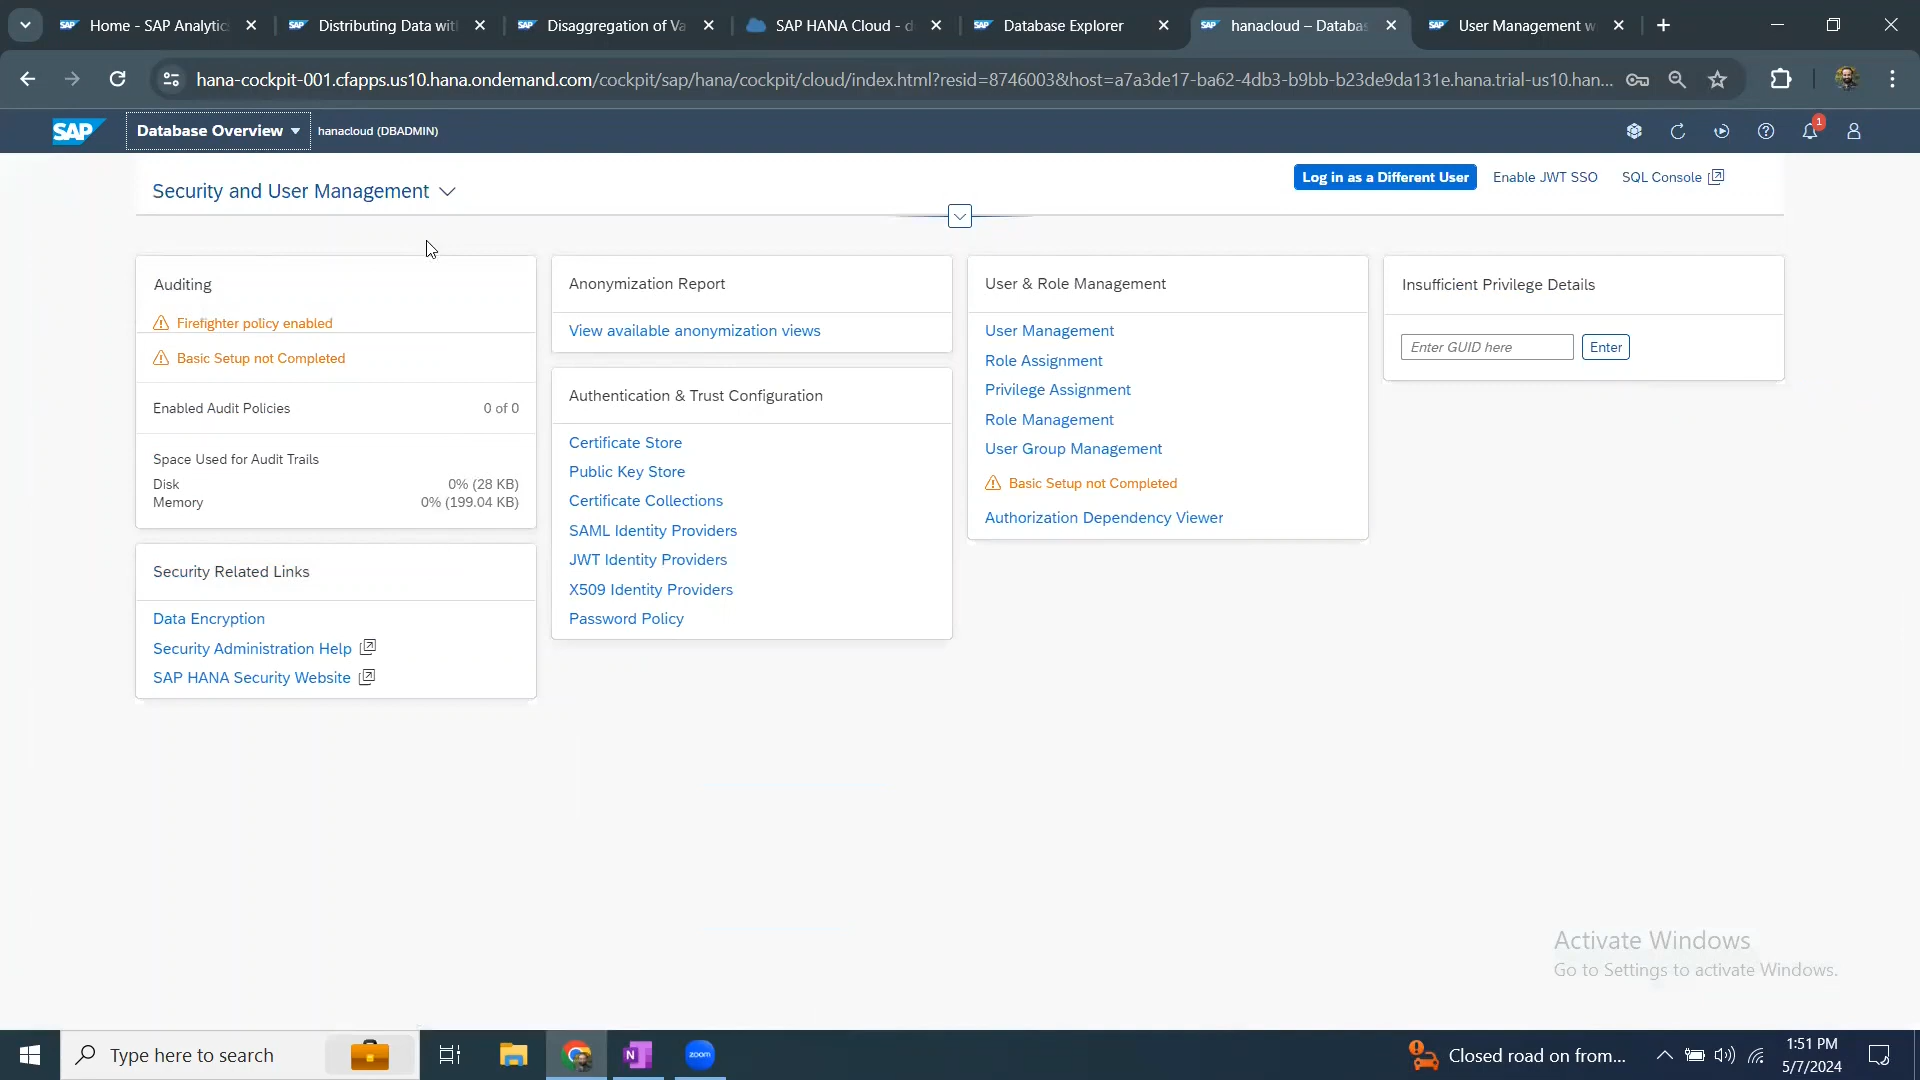 Home - SAP Analytic
Distributing Data wit
Disaggregation of Va
SAP HANA Cloud - d
Database Explorer
hanacloud – Databas
User Management w
hana-cockpit-001.cfapps.us10.hana.ondemand.com/cockpit/sap/hana/cockpit/cloud/index.html?resid=8746003&host=a7a3de17-ba62-4db3-b9bb-b23de9da131e.hana.trial-us10.han...
SAP
Database Overview
hanacloud (DBADMIN)
1
Security and User Management
Log in as a Different User
Enable JWT SSO
SQL Console
Auditing
Firefighter policy enabled
Basic Setup not Completed
Enabled Audit Policies 0 of 0
Space Used for Audit Trails
Disk 0% (28 KB)
Memory 0% (199.04 KB)
Security Related Links
Data Encryption
Security Administration Help
SAP HANA Security Website
Anonymization Report
View available anonymization views
Authentication & Trust Configuration
Certificate Store
Public Key Store
Certificate Collections
SAML Identity Providers
JWT Identity Providers
X509 Identity Providers
Password Policy
User & Role Management
User Management
Role Assignment
Privilege Assignment
Role Management
User Group Management
Basic Setup not Completed
Authorization Dependency Viewer
Insufficient Privilege Details
Enter GUID here
Enter
Activate Windows
Go to Settings to activate Windows.
Type here to search
N
zoom
Closed road on from...
1:51 PM
5/7/2024